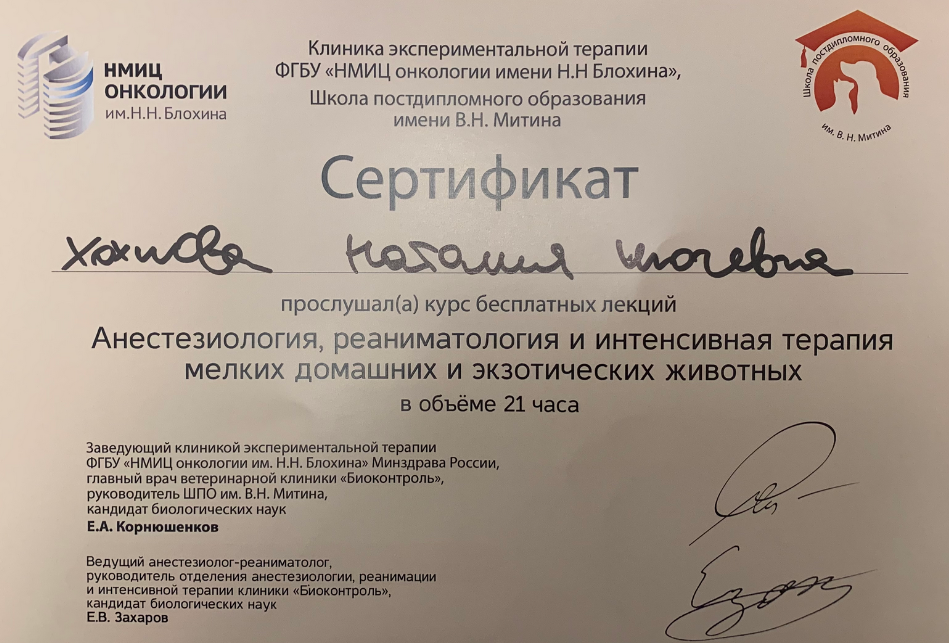 НМИЦ
ОНКОЛОГИИ
им.Н.Н. Блохина
Клиника экспериментальной терапии
ФГБУ «НМИЦ онкологии имени Н.Н Блохина»,
Школа постдипломного образования
имени В.Н. Митина
Школа постдипломного образования
им. В. Н. Митина
Сертификат
Наталия
прослушал(а) курс бесплатных лекций
Анестезиология, реаниматология и интенсивная терапия
мелких домашних и экзотических животных
в объёме 21 часа
Заведующий клиникой экспериментальной терапии
ФГБУ «НМИЦ онкологии им. Н.Н. Блохина» Минздрава России,
главный врач ветеринарной клиники «Биоконтроль»,
руководитель ШПО им. В.Н. Митина,
кандидат биологических наук
Е.А. Корнюшенков
Ведущий анестезиолог-реаниматолог,
руководитель отделения анестезиологии, реанимации
и интенсивной терапии клиники «Биоконтроль»,
кандидат биологических наук
Е.В. Захаров